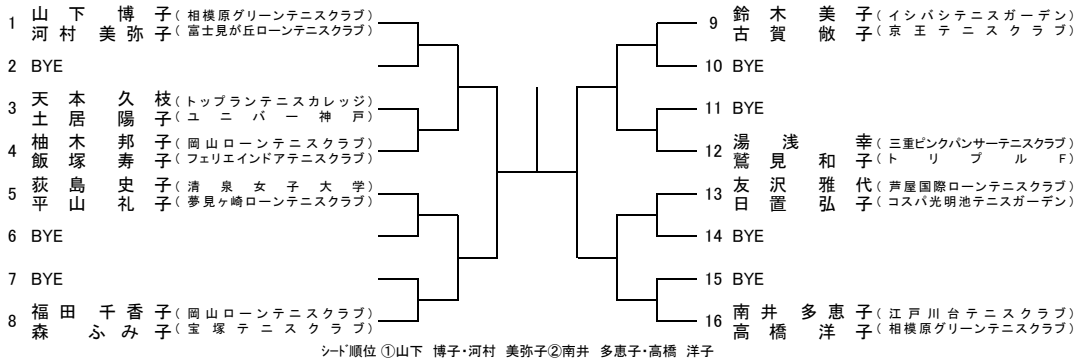 1 山下 博子 (相模原グリーンテニスクラブ)
河村 美弥子 (富士見が丘ローンテニスクラブ)
2 BYE
3 天本 久枝 (トップランテニスカレッジ)
土居 陽子 (ユニバー神戸)
4 柚木 邦子 (岡山ローンテニスクラブ)
飯塚 寿子 (フェリエインドアテニスクラブ)
5 荻島 史子 (清泉女子大学)
平山 礼子 (夢見ヶ崎ローンテニスクラブ)
6 BYE
7 BYE
8 福田 千香子 (岡山ローンテニスクラブ)
森 ふみ子 (宝塚テニスクラブ)
9 鈴木 美子 (イシバシテニスガーデン)
古賀 敞子 (京王テニスクラブ)
10 BYE
11 BYE
12 湯浅 幸 (三重ピンクパンサーテニスクラブ)
鷲見 和子 (トリプルF)
13 友沢 雅代 (芦屋国際ローンテニスクラブ)
日置 弘子 (コスパ光明池テニスガーデン)
14 BYE
15 BYE
16 南井 多恵子 (江戸川台テニスクラブ)
高橋 洋子 (相模原グリーンテニスクラブ)
シード順位 ①山下 博子・河村 美弥子②南井 多恵子・高橋 洋子